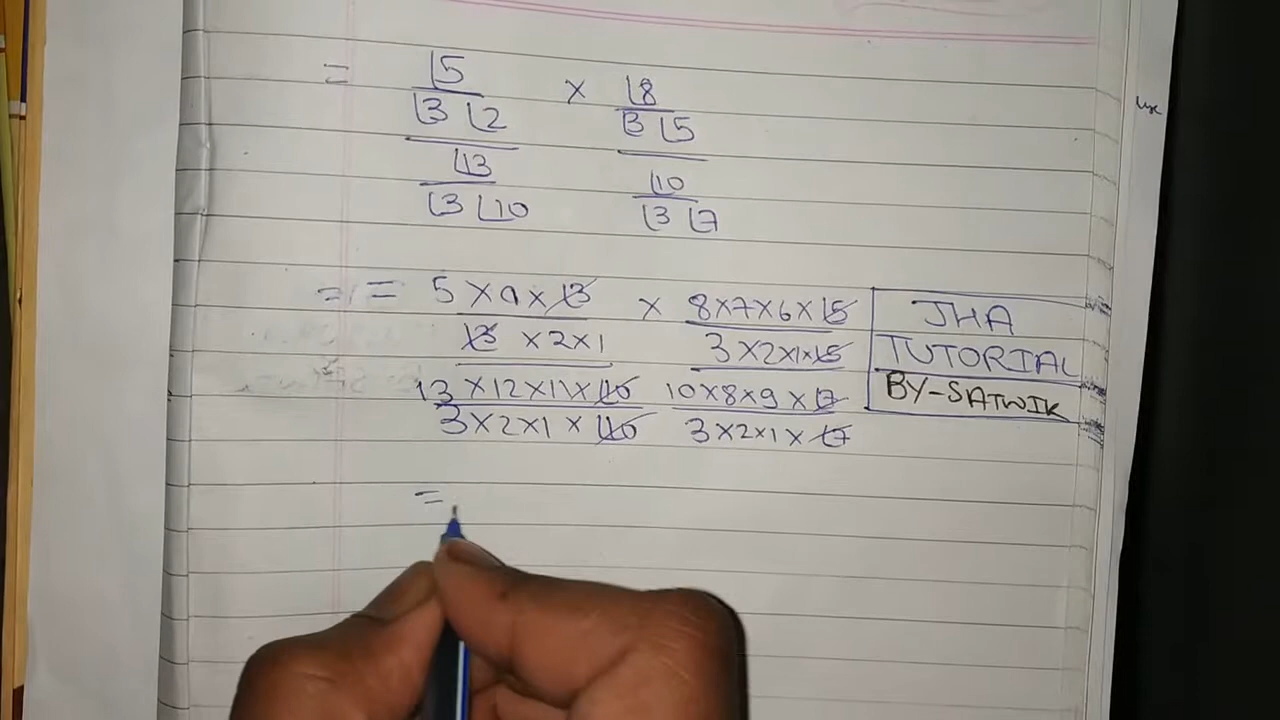 = ⌊5 × ⌊8
⌊3 ⌊2 ⌊3 ⌊5
⌊13 ⌊10
⌊3 ⌊10 ⌊3 ⌊7
= = 5 × 4 × ⌊3 × 8×7×6×⌊5
⌊3 ×2×1 3×2×1×⌊5
13 ×12×11×⌊10 10×8×9×⌊7
3×2×1 × ⌊10 3×2×1×⌊7
JHA
TUTORIAL
BY-SATWIK
=